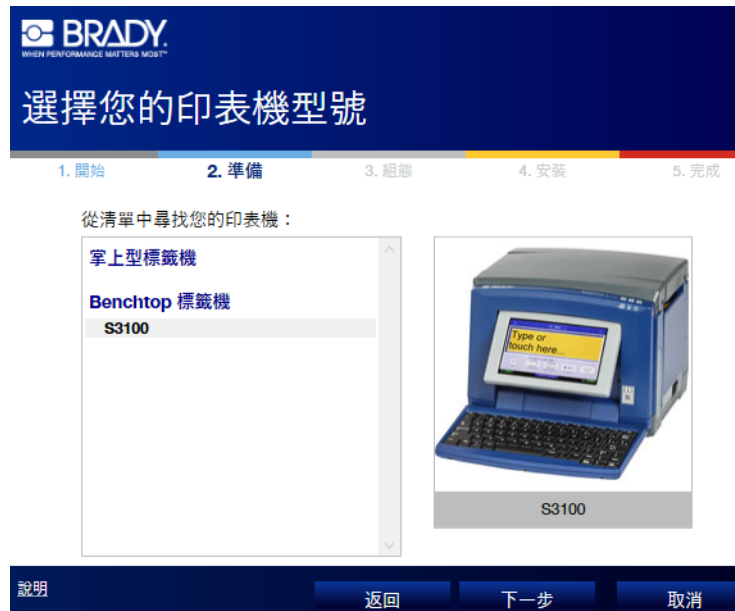 BRADY.
WHEN PERFORMANCE MATTERS MOST™
選擇您的印表機型號
1. 開始 2. 準備 3. 組態 4. 安裝 5. 完成
從清單中尋找您的印表機：
掌上型標籤機
Benchtop 標籤機
S3100
Type or
touch here...
S3100
說明 返回 下一步 取消